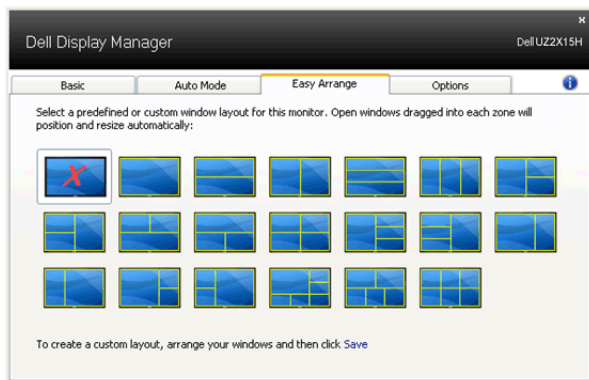 x
Dell Display Manager
Dell UZ2X15H
Basic
Auto Mode
Easy Arrange
Options
i
Select a predefined or custom window layout for this monitor. Open windows dragged into each zone will
position and resize automatically:
X
To create a custom layout, arrange your windows and then click Save